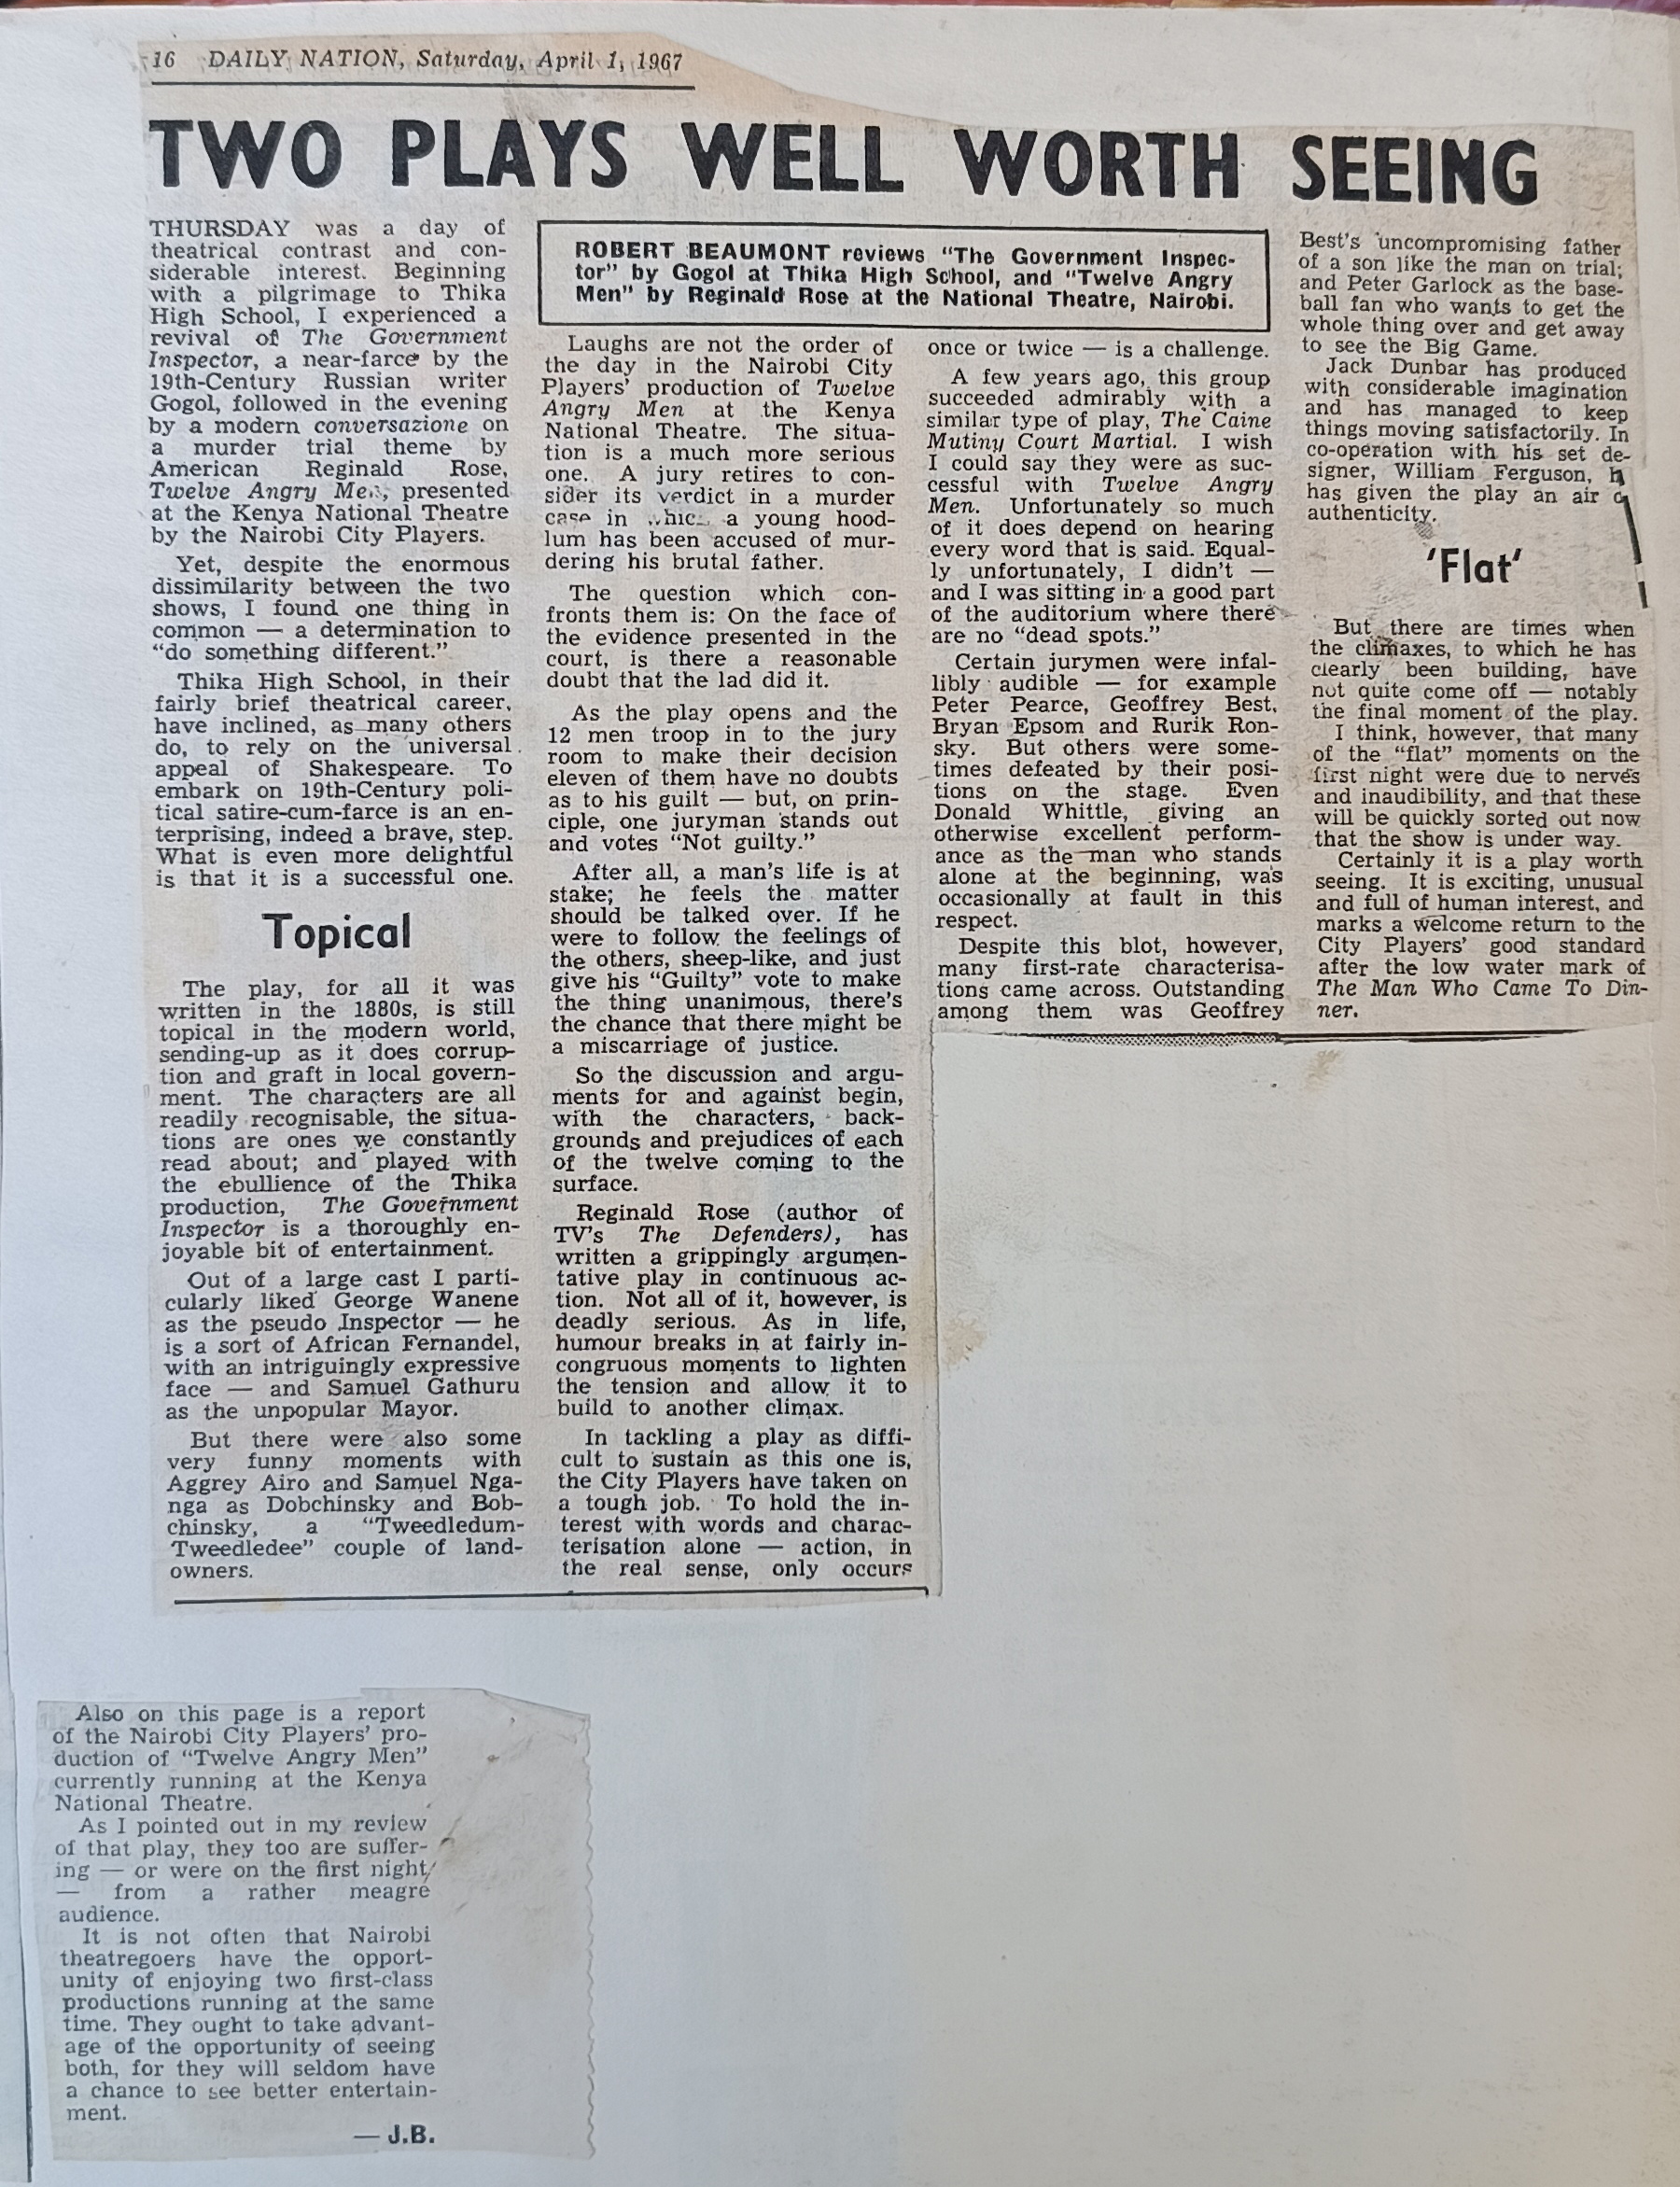 16 DAILY NATION, Saturday, April 1, 1967
TWO PLAYS WELL WORTH SEEING
THURSDAY was a day of
theatrical contrast and con-
siderable interest. Beginning
with a pilgrimage to Thika
High School, I experienced a
revival of The Government
Inspector, a near-farce by the
19th-Century Russian writer
Gogol, followed in the evening
by a modern conversazione on
a murder trial theme by
American Reginald Rose,
Twelve Angry Men, presented
at the Kenya National Theatre
by the Nairobi City Players.
Yet, despite the enormous
dissimilarity between the two
shows, I found one thing in
common — a determination to
“do something different.”
Thika High School, in their
fairly brief theatrical career,
have inclined, as many others
do, to rely on the universal
appeal of Shakespeare. To
embark on 19th-Century poli-
tical satire-cum-farce is an en-
terprising, indeed a brave, step.
What is even more delightful
is that it is a successful one.
Topical
The play, for all it was
written in the 1880s, is still
topical in the modern world,
sending-up as it does corrup-
tion and graft in local govern-
ment. The characters are all
readily recognisable, the situa-
tions are ones we constantly
read about; and played with
the ebullience of the Thika
production, The Government
Inspector is a thoroughly en-
joyable bit of entertainment.
Out of a large cast I parti-
cularly liked George Wanene
as the pseudo Inspector — he
is a sort of African Fernandel,
with an intriguingly expressive
face — and Samuel Gathuru
as the unpopular Mayor.
But there were also some
very funny moments with
Aggrey Airo and Samuel Nga-
nga as Dobchinsky and Bob-
chinsky, a “Tweedledum-
Tweedledee” couple of land-
owners.
ROBERT BEAUMONT reviews “The Government Inspec-
tor” by Gogol at Thika High School, and “Twelve Angry
Men” by Reginald Rose at the National Theatre, Nairobi.
Laughs are not the order of
the day in the Nairobi City
Players’ production of Twelve
Angry Men at the Kenya
National Theatre. The situa-
tion is a much more serious
one. A jury retires to con-
sider its verdict in a murder
case in which a young hood-
lum has been accused of mur-
dering his brutal father.
The question which con-
fronts them is: On the face of
the evidence presented in the
court, is there a reasonable
doubt that the lad did it.
As the play opens and the
12 men troop in to the jury
room to make their decision
eleven of them have no doubts
as to his guilt — but, on prin-
ciple, one juryman stands out
and votes “Not guilty.”
After all, a man’s life is at
stake; he feels the matter
should be talked over. If he
were to follow the feelings of
the others, sheep-like, and just
give his “Guilty” vote to make
the thing unanimous, there’s
the chance that there might be
a miscarriage of justice.
So the discussion and argu-
ments for and against begin,
with the characters, back-
grounds and prejudices of each
of the twelve coming to the
surface.
Reginald Rose (author of
TV’s The Defenders), has
written a grippingly argumen-
tative play in continuous ac-
tion. Not all of it, however, is
deadly serious. As in life,
humour breaks in at fairly in-
congruous moments to lighten
the tension and allow it to
build to another climax.
In tackling a play as diffi-
cult to sustain as this one is,
the City Players have taken on
a tough job. To hold the in-
terest with words and charac-
terisation alone — action, in
the real sense, only occurs
once or twice — is a challenge.
A few years ago, this group
succeeded admirably with a
similar type of play, The Caine
Mutiny Court Martial. I wish
I could say they were as suc-
cessful with Twelve Angry
Men. Unfortunately so much
of it does depend on hearing
every word that is said. Equal-
ly unfortunately, I didn’t —
and I was sitting in a good part
of the auditorium where there
are no “dead spots.”
Certain jurymen were infal-
libly audible — for example
Peter Pearce, Geoffrey Best,
Bryan Epsom and Rurik Ron-
sky. But others were some-
times defeated by their posi-
tions on the stage. Even
Donald Whittle, giving an
otherwise excellent perform-
ance as the man who stands
alone at the beginning, was
occasionally at fault in this
respect.
Despite this blot, however,
many first-rate characterisa-
tions came across. Outstanding
among them was Geoffrey
Best’s uncompromising father
of a son like the man on trial;
and Peter Garlock as the base-
ball fan who wants to get the
whole thing over and get away
to see the Big Game.
Jack Dunbar has produced
with considerable imagination
and has managed to keep
things moving satisfactorily. In
co-operation with his set de-
signer, William Ferguson,
has given the play an air
authenticity.
‘Flat‘
But there are times when
the climaxes, to which he has
clearly been building, have
not quite come off — notably
the final moment of the play.
I think, however, that many
of the “flat” moments on the
first night were due to nerves
and inaudibility, and that these
will be quickly sorted out now
that the show is under way.
Certainly it is a play worth
seeing. It is exciting, unusual
and full of human interest, and
marks a welcome return to the
City Players’ good standard
after the low water mark of
The Man Who Came To Din-
ner.
Also on this page is a report
of the Nairobi City Players’ pro-
duction of “Twelve Angry Men”
currently running at the Kenya
National Theatre.
As I pointed out in my review
of that play, they too are suffer-
ing — or were on the first night
— from a rather meagre
audience.
It is not often that Nairobi
theatregoers have the opport-
unity of enjoying two first-class
productions running at the same
time. They ought to take advant-
age of the opportunity of seeing
both, for they will seldom have
a chance to see better entertain-
ment.
— J.B.